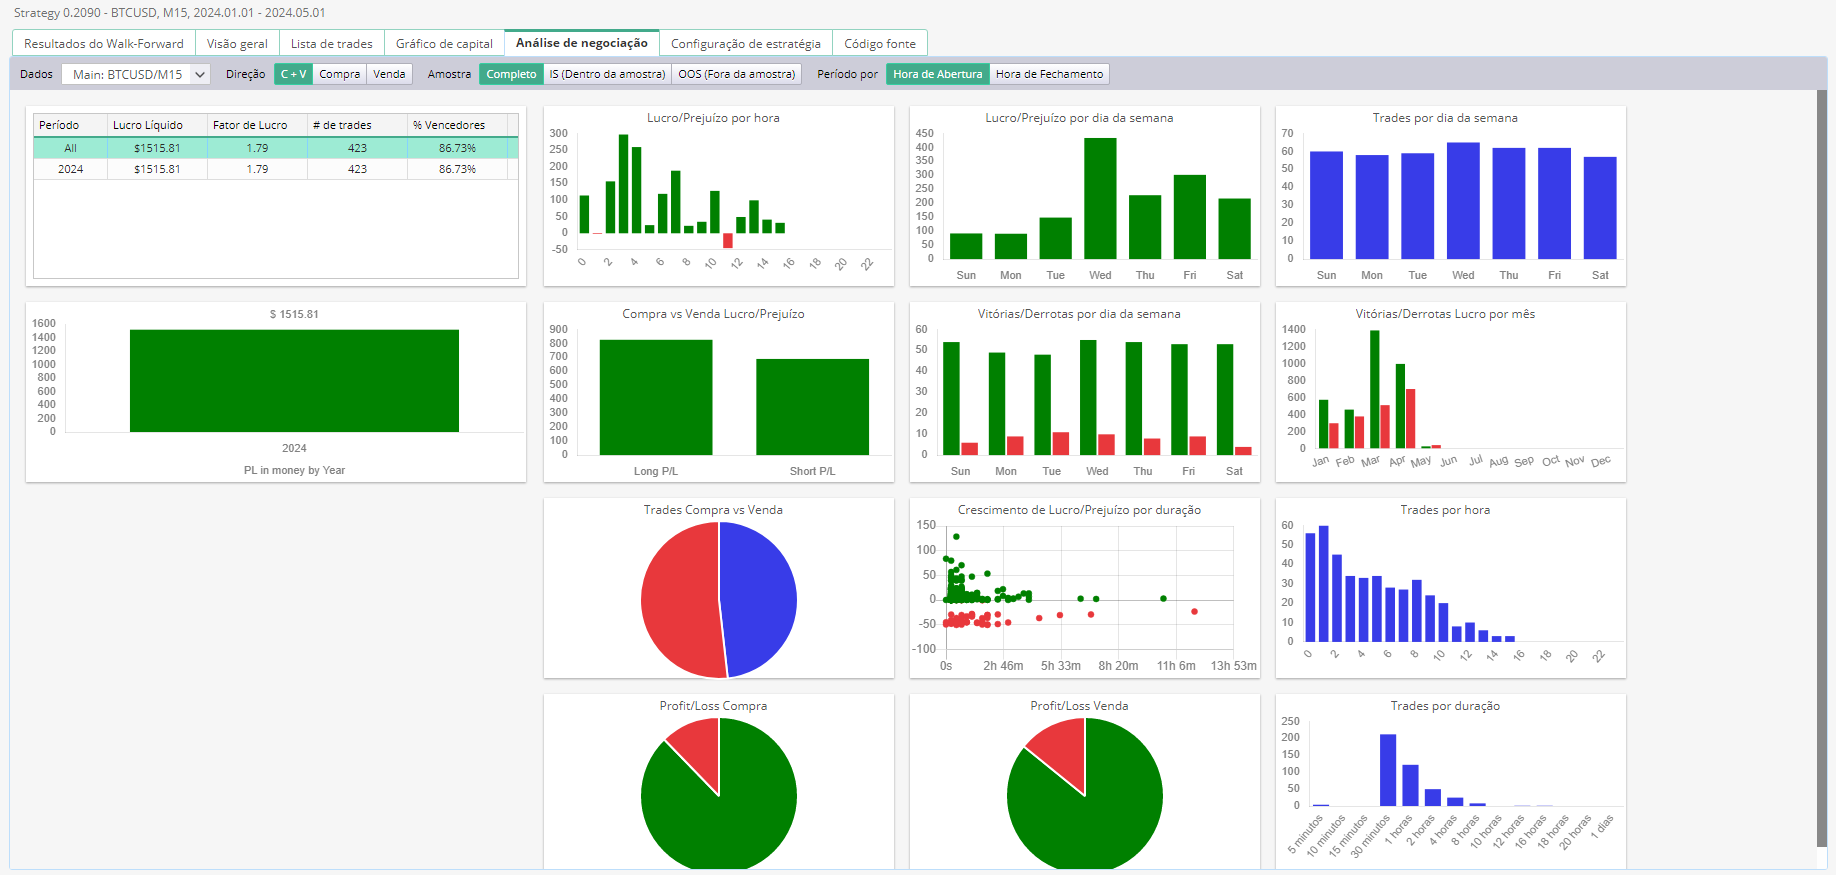 Strategy 0.2090 - BTCUSD, M15, 2024.01.01 - 2024.05.01
Resultados do Walk-Forward Visão geral Lista de trades Gráfico de capital Análise de negociação Configuração de estratégia Código fonte
Dados Main: BTCUSD/M15 Direção C + V Compra Venda Amostra Completo IS (Dentro da amostra) OOS (Fora da amostra) Período por Hora de Abertura Hora de Fechamento
Período Lucro Líquido Fator de Lucro # de trades % Vencedores
All $1515.81 1.79 423 86.73%
2024 $1515.81 1.79 423 86.73%
Lucro/Prejuízo por hora
300
250
200
150
100
50
0
-50
0 2 4 6 8 10 12 14 16 18 20 22
Lucro/Prejuízo por dia da semana
450
400
350
300
250
200
150
100
50
0
Sun Mon Tue Wed Thu Fri Sat
Trades por dia da semana
70
60
50
40
30
20
10
0
Sun Mon Tue Wed Thu Fri Sat
$ 1515.81
1600
1400
1200
1000
800
600
400
200
0
2024
PL in money by Year
Compra vs Venda Lucro/Prejuízo
900
800
700
600
500
400
300
200
100
0
Long P/L Short P/L
Vitórias/Derrotas por dia da semana
60
50
40
30
20
10
0
Sun Mon Tue Wed Thu Fri Sat
Vitórias/Derrotas Lucro por mês
1400
1200
1000
800
600
400
200
0
Jan Feb Mar Apr May Jun Jul Aug Sep Oct Nov Dec
Trades Compra vs Venda
Crescimento de Lucro/Prejuízo por duração
150
100
50
0
-50
-100
0s 2h 46m 5h 33m 8h 20m 11h 6m 13h 53m
Trades por hora
60
50
40
30
20
10
0
0 2 4 6 8 10 12 14 16 18 20 22
Profit/Loss Compra
Profit/Loss Venda
Trades por duração
250
200
150
100
50
0
5 minutos 10 minutos 15 minutos 30 minutos 1 horas 2 horas 4 horas 8 horas 10 horas 12 horas 16 horas 18 horas 20 horas 1 dias